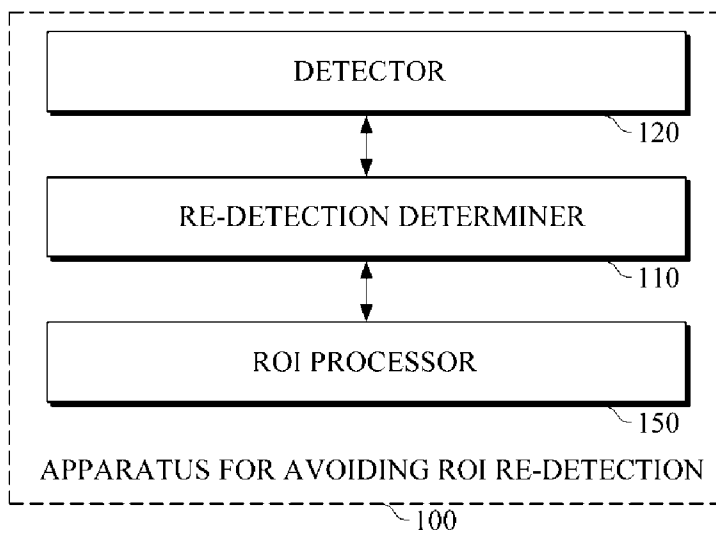 DETECTOR
120
RE-DETECTION DETERMINER
110
ROI PROCESSOR
150
APPARATUS FOR AVOIDING ROI RE-DETECTION
100